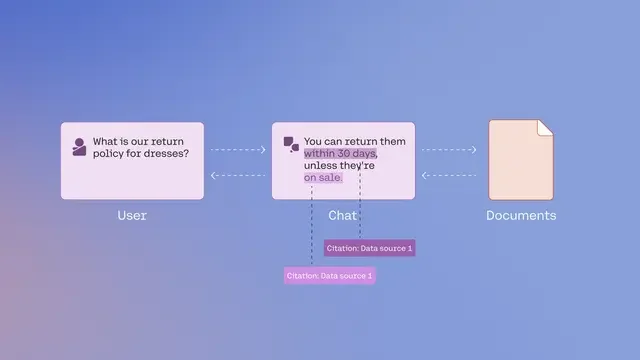 What is our return
policy for dresses?
You can return them
within 30 days,
unless they're
on sale.
User
Chat
Documents
Citation: Data source 1
Citation: Data source 1